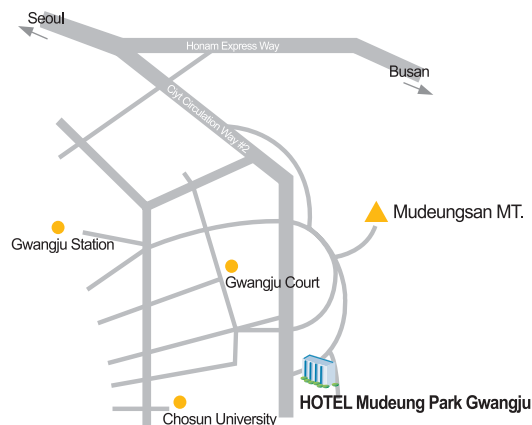 Seoul
Honam Express Way
Busan
Ciyt Circulation Way #2
Mudeungsan MT.
Gwangju Station
Gwangju Court
HOTEL Mudeung Park Gwangju
Chosun University